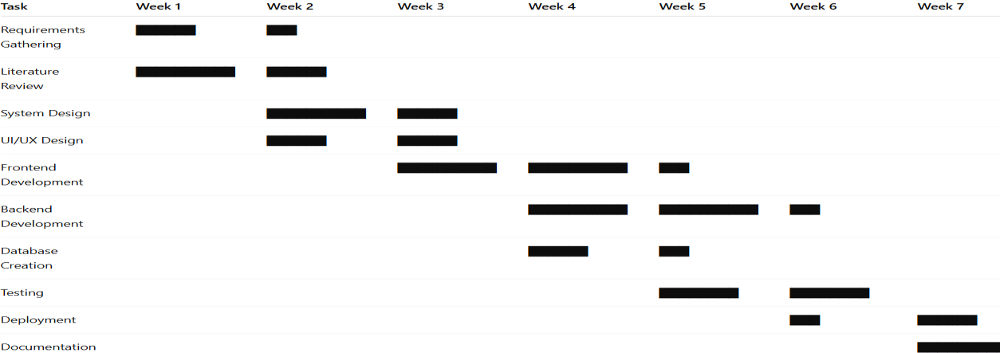 Task Week 1 Week 2 Week 3 Week 4 Week 5 Week 6 Week 7
Requirements
Gathering
Literature
Review
System Design
UI/UX Design
Frontend
Development
Backend
Development
Database
Creation
Testing
Deployment
Documentation